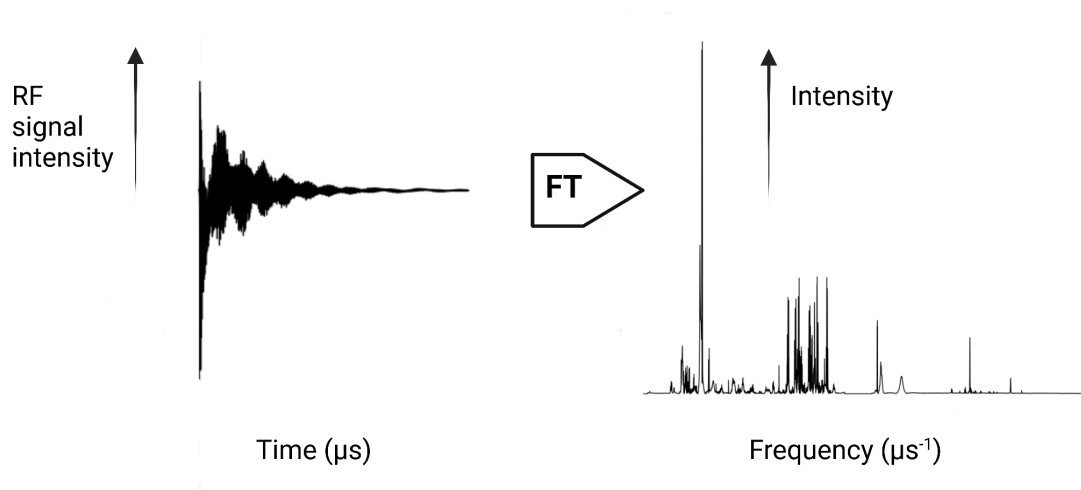 RF
signal
intensity
FT
Intensity
Time (µs)
Frequency (µs⁻¹)